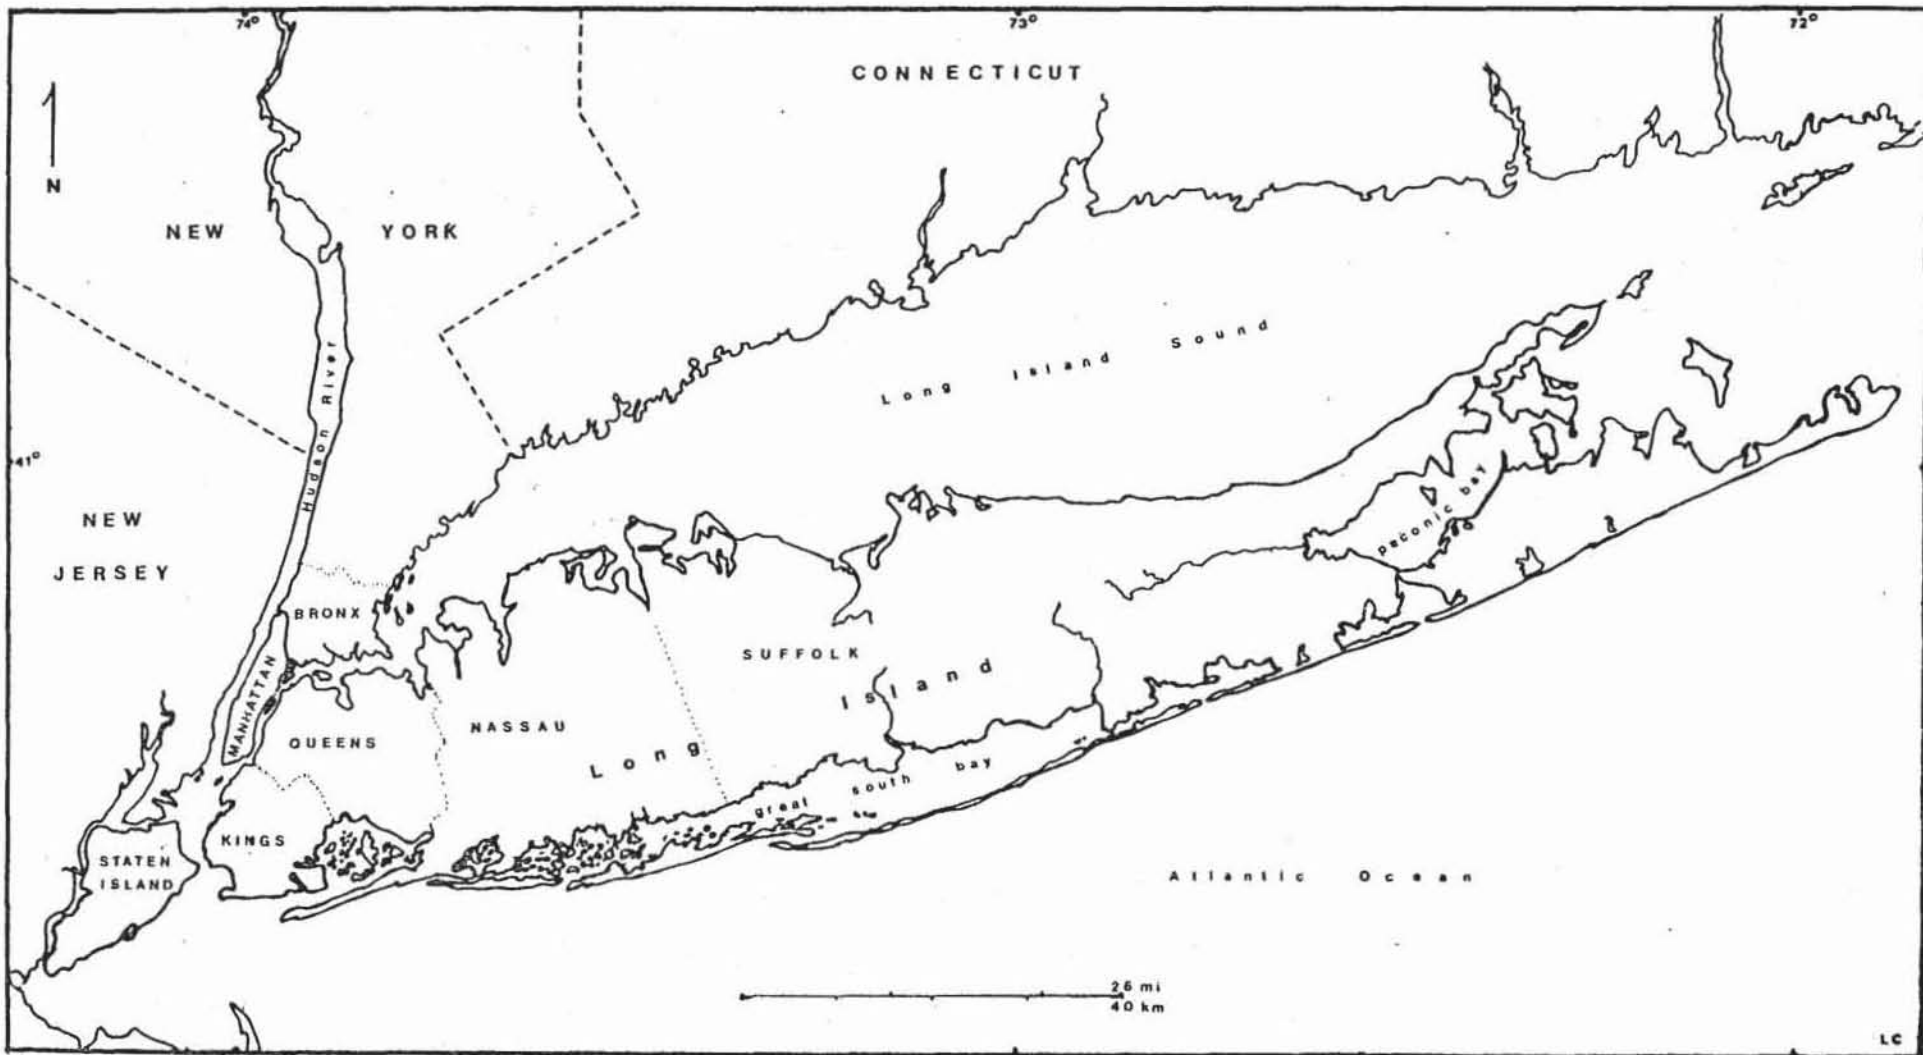 74° 73° 72°
CONNECTICUT
N
NEW YORK
Long Island Sound
Hudson River
41°
peconic bay
NEW
JERSEY
BRONX
SUFFOLK
MANHATTAN
Long Island
NASSAU
QUEENS
great south bay
KINGS
STATEN
ISLAND
Atlantic Ocean
26 mi
40 km
LC